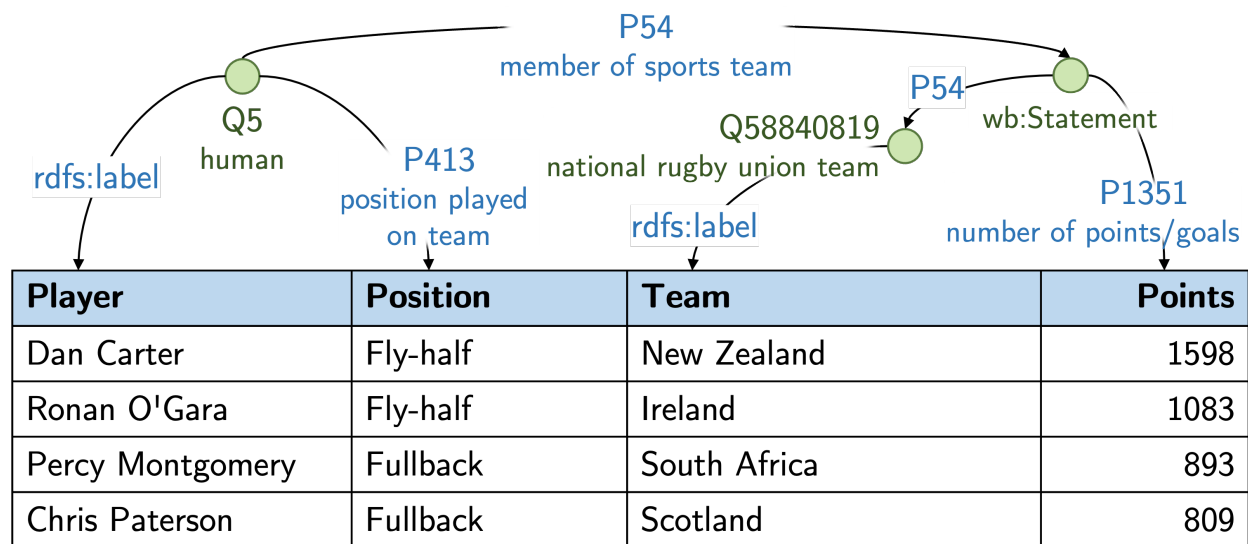 P54
member of sports team
P54
Q5
human
Q58840819
national rugby union team
wb:Statement
rdfs:label
P413
position played
on team
rdfs:label
P1351
number of points/goals
Player Position Team Points
Dan Carter Fly-half New Zealand 1598
Ronan O'Gara Fly-half Ireland 1083
Percy Montgomery Fullback South Africa 893
Chris Paterson Fullback Scotland 809